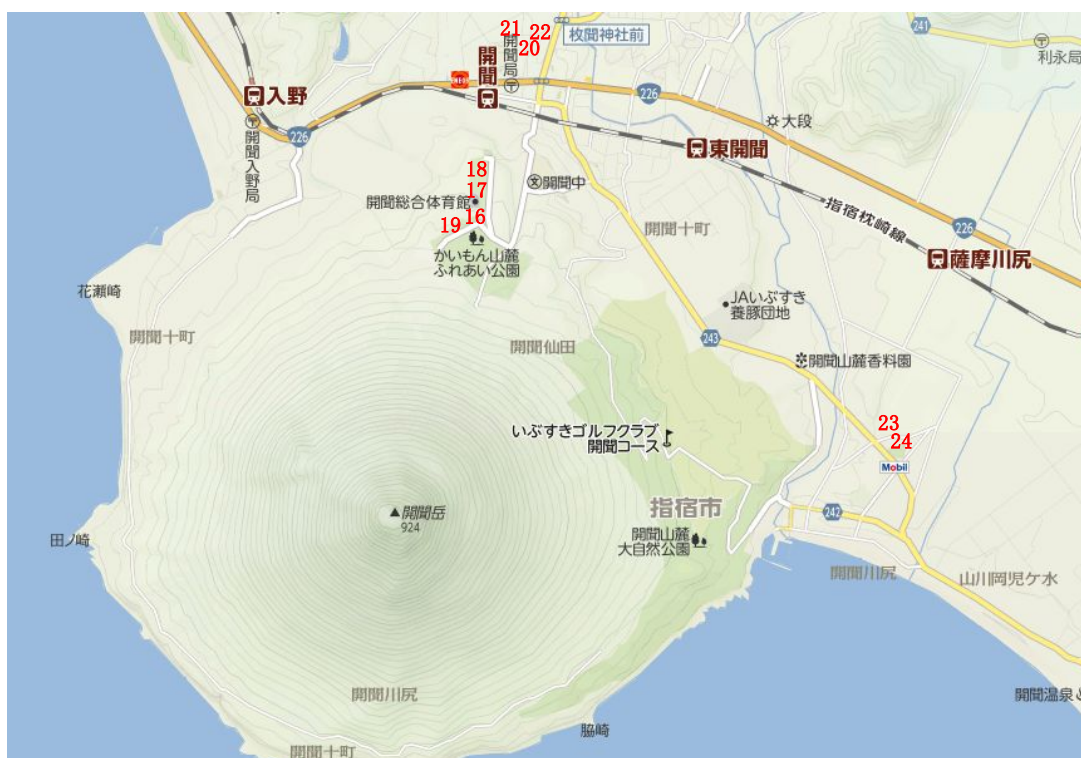 21
22
20
枚聞神社前
241
利永局
開聞
開聞局
入野
226
226
大段
開聞入野局
東開聞
18
17
16
19
開聞中
開聞総合体育館
かいもん山麓
ふれあい公園
開聞十町
指宿枕崎線
226
薩摩川尻
花瀬崎
開聞十町
JAいぶすき
養豚団地
開聞仙田
243
開聞山麓香料園
いぶすきゴルフクラブ
開聞コース
23
24
Mobil
開聞岳
924
指宿市
242
田ノ崎
開聞山麓
大自然公園
開聞川尻
山川岡児ケ水
開聞川尻
開聞温泉
脇崎
開聞十町